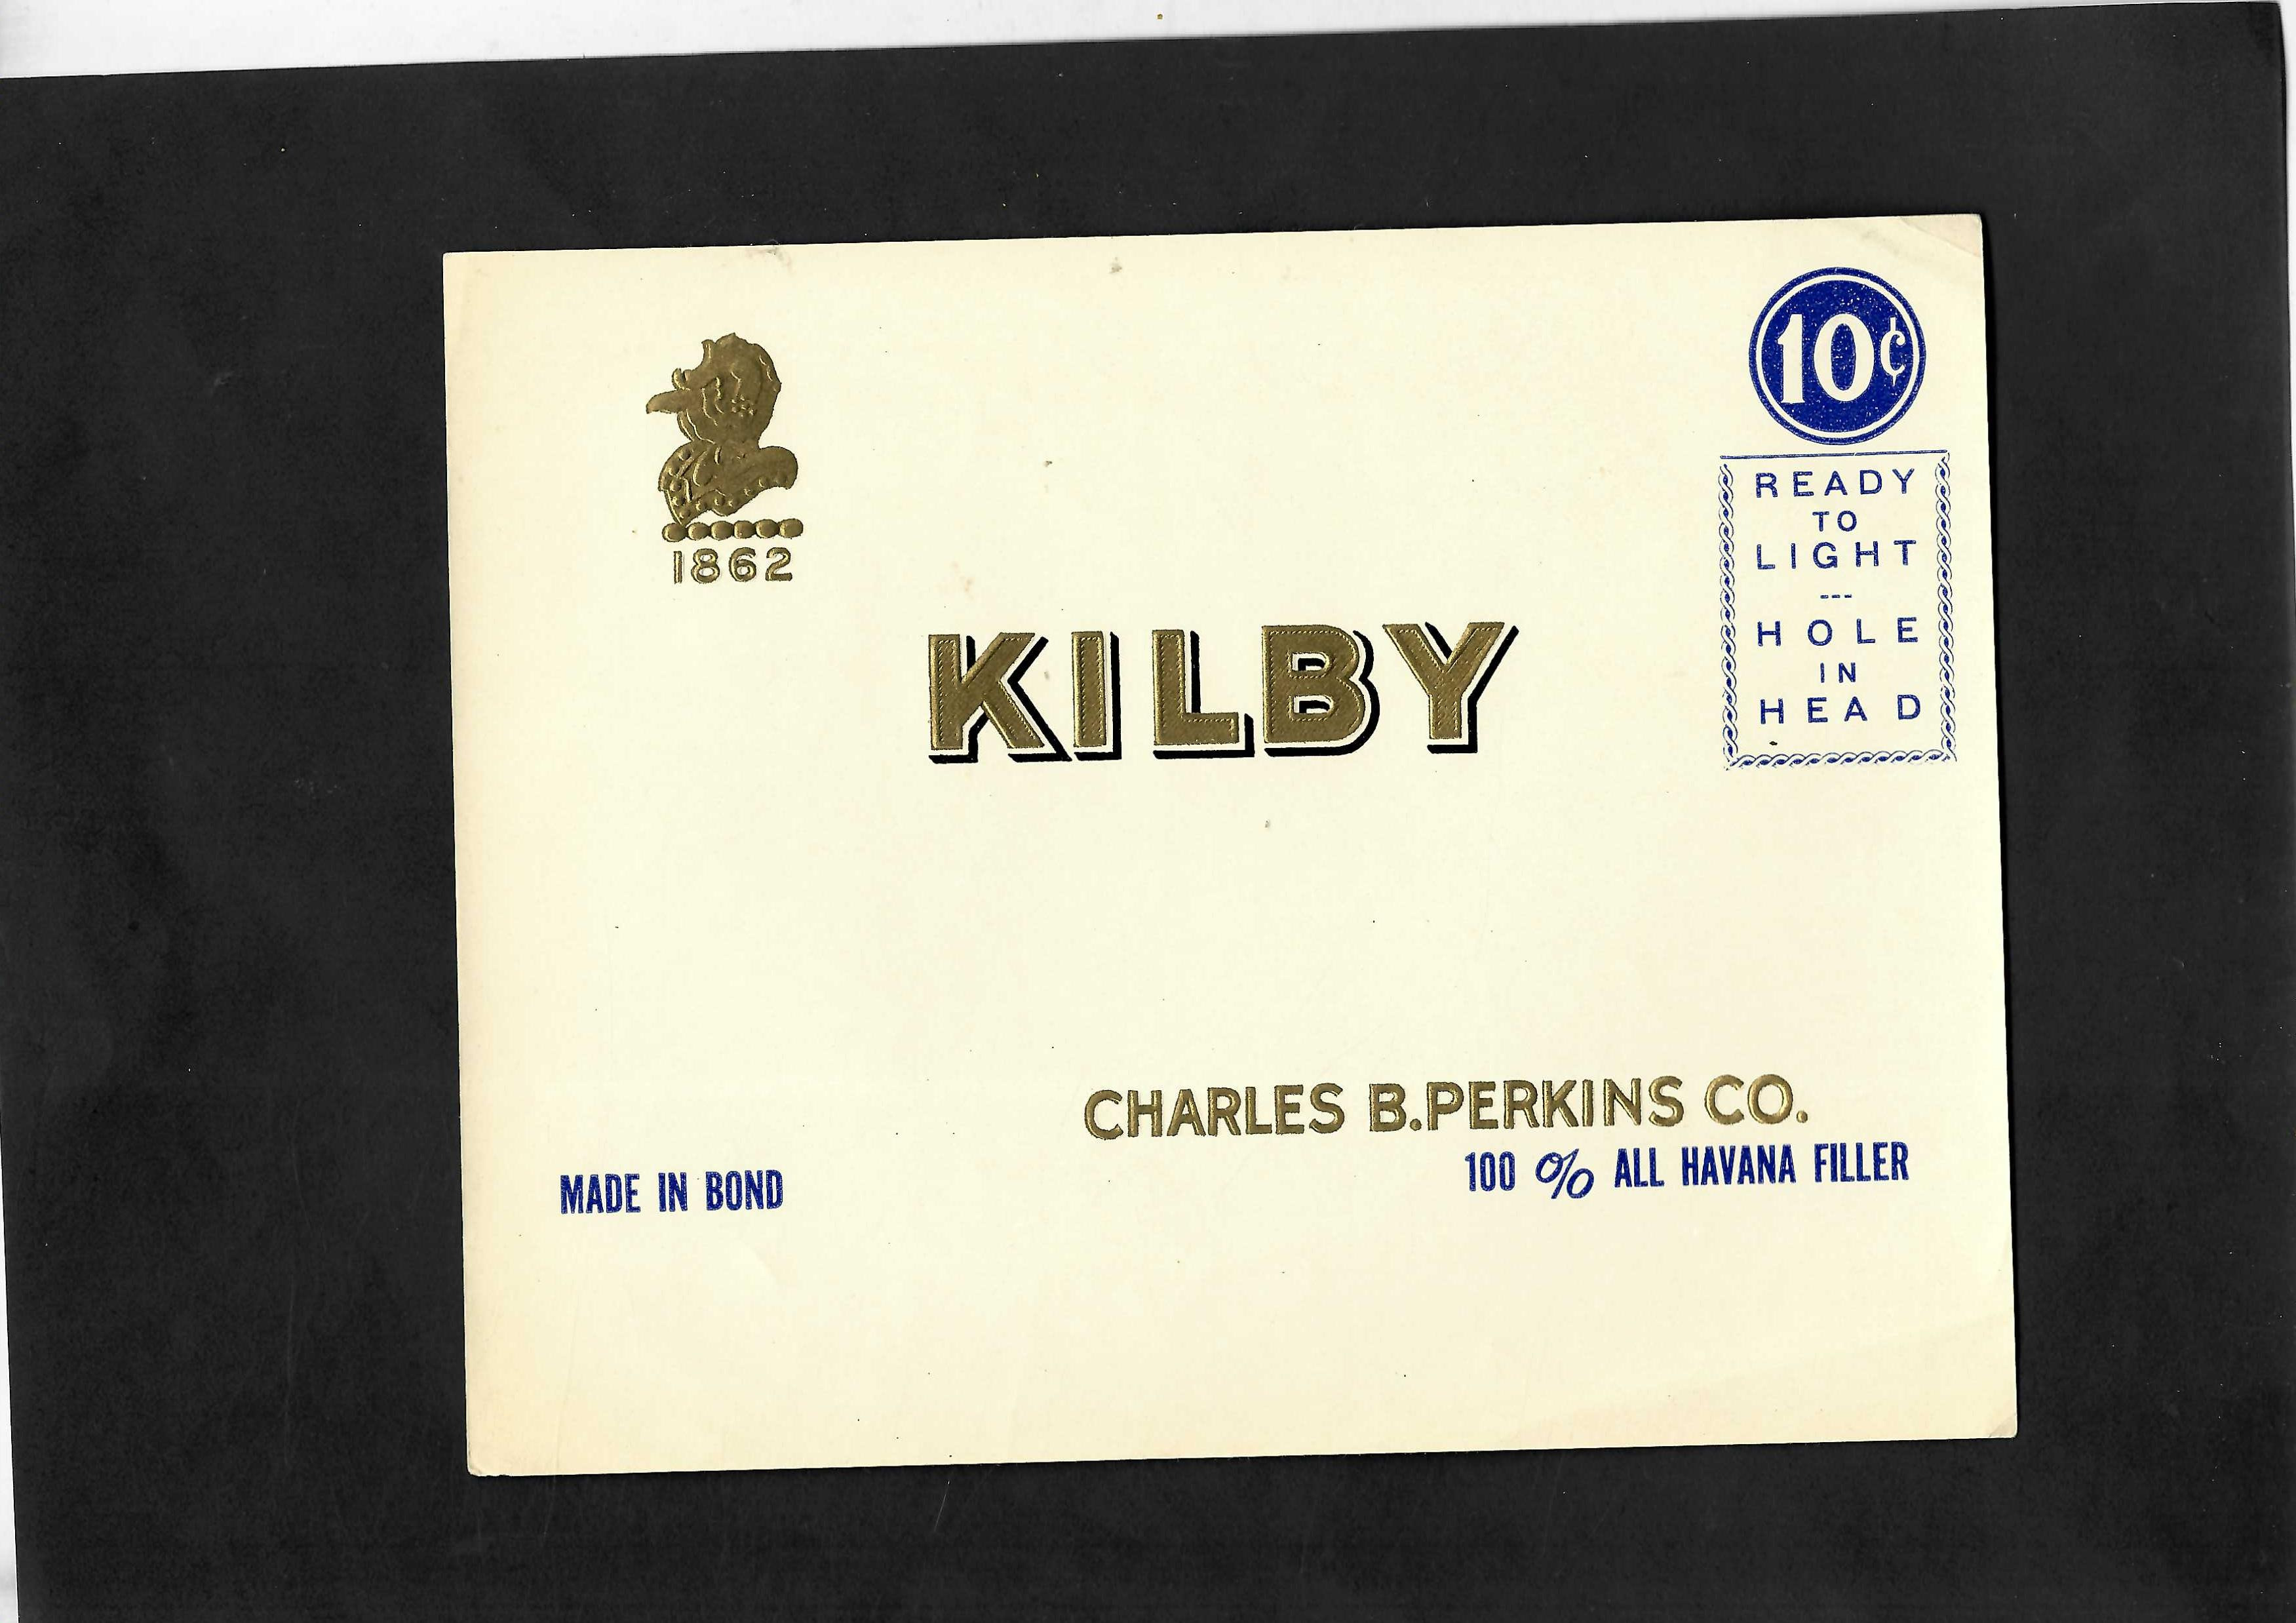 10¢
READY
TO
LIGHT
---
HOLE
IN
HEAD
1862
KILBY
CHARLES B. PERKINS CO.
100 % ALL HAVANA FILLER
MADE IN BOND